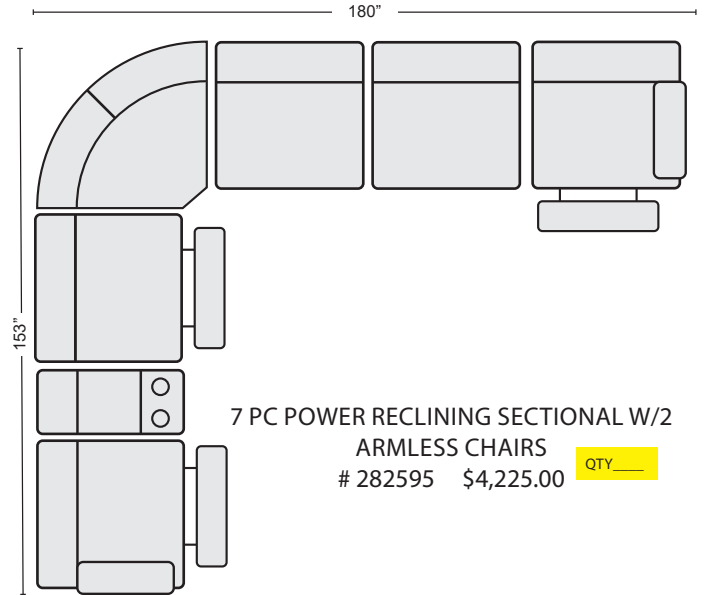 180”
153”
7 PC POWER RECLINING SECTIONAL W/2
ARMLESS CHAIRS
# 282595 $4,225.00
QTY____